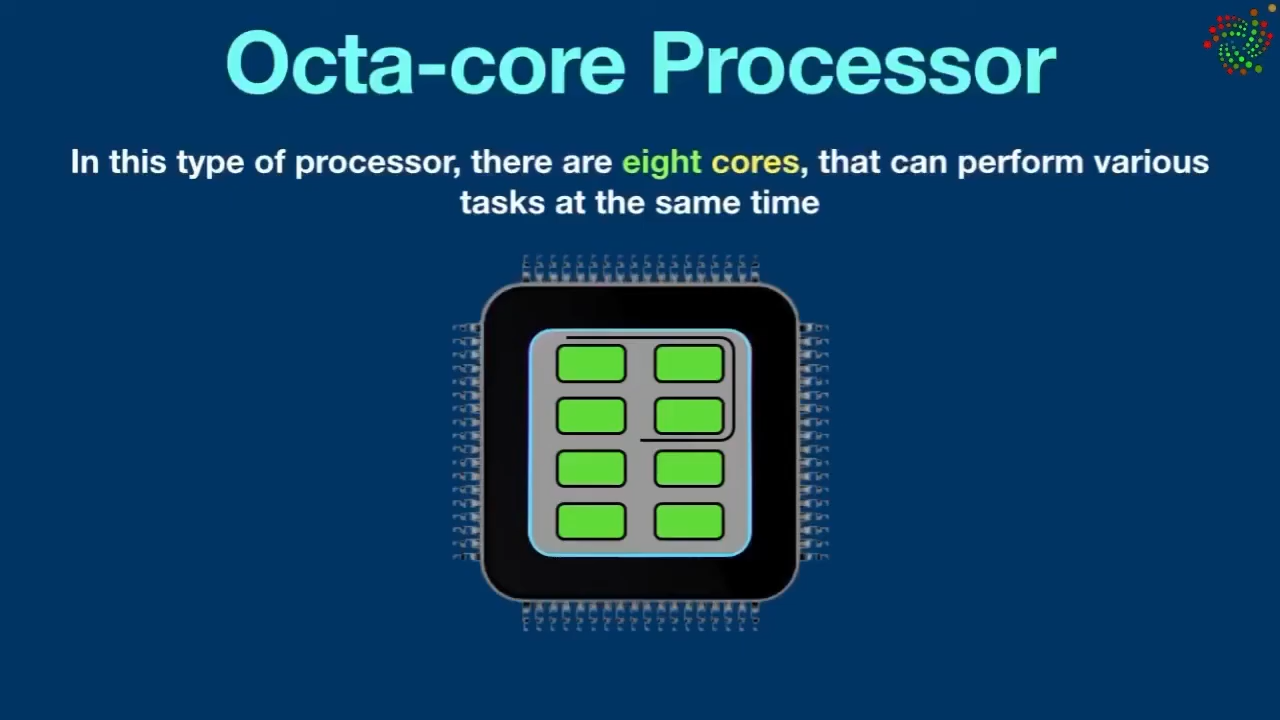 Octa-core Processor
In this type of processor, there are eight cores, that can perform various
tasks at the same time